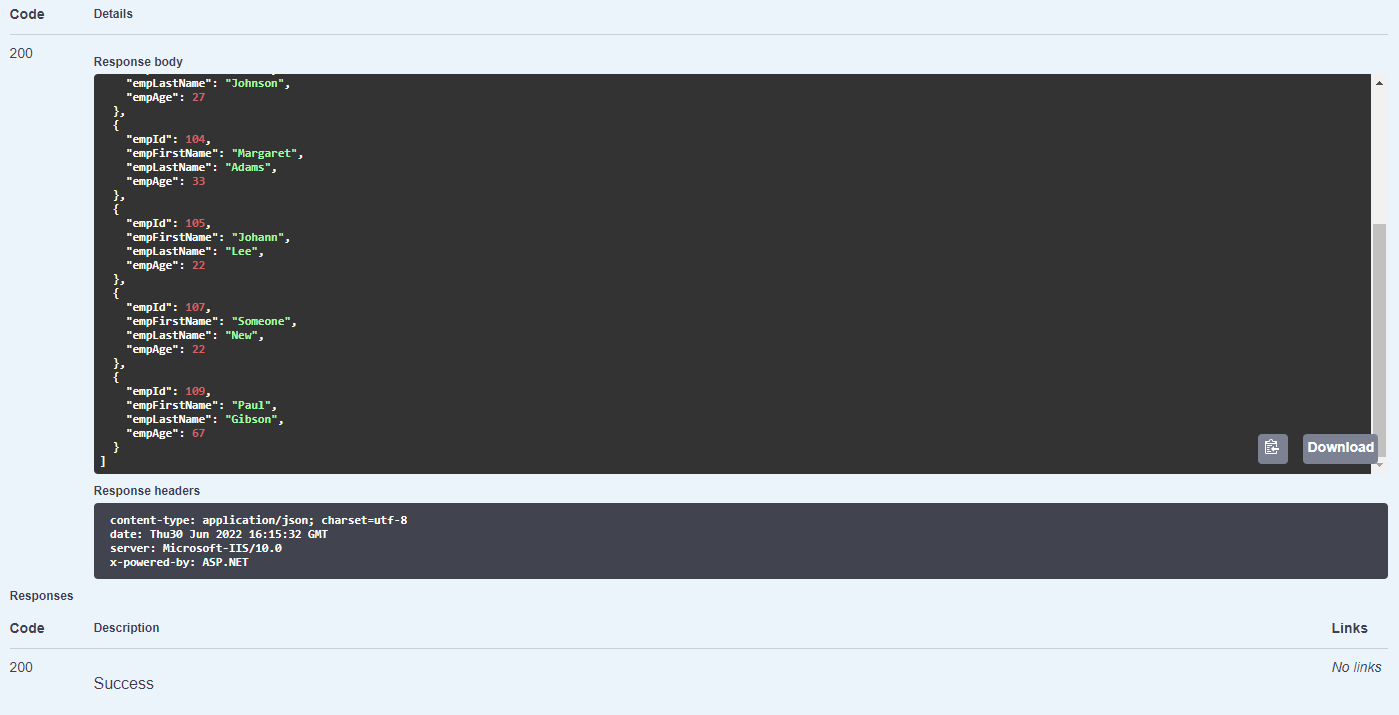 Code Details
200
Response body
"empLastName": "Johnson",
"empAge": 27
},
{
"empId": 104,
"empFirstName": "Margaret",
"empLastName": "Adams",
"empAge": 33
},
{
"empId": 105,
"empFirstName": "Johann",
"empLastName": "Lee",
"empAge": 22
},
{
"empId": 107,
"empFirstName": "Someone",
"empLastName": "New",
"empAge": 22
},
{
"empId": 109,
"empFirstName": "Paul",
"empLastName": "Gibson",
"empAge": 67
}
]
Download
Response headers
content-type: application/json; charset=utf-8
date: Thu30 Jun 2022 16:15:32 GMT
server: Microsoft-IIS/10.0
x-powered-by: ASP.NET
Responses
Code Description Links
200 No links
Success